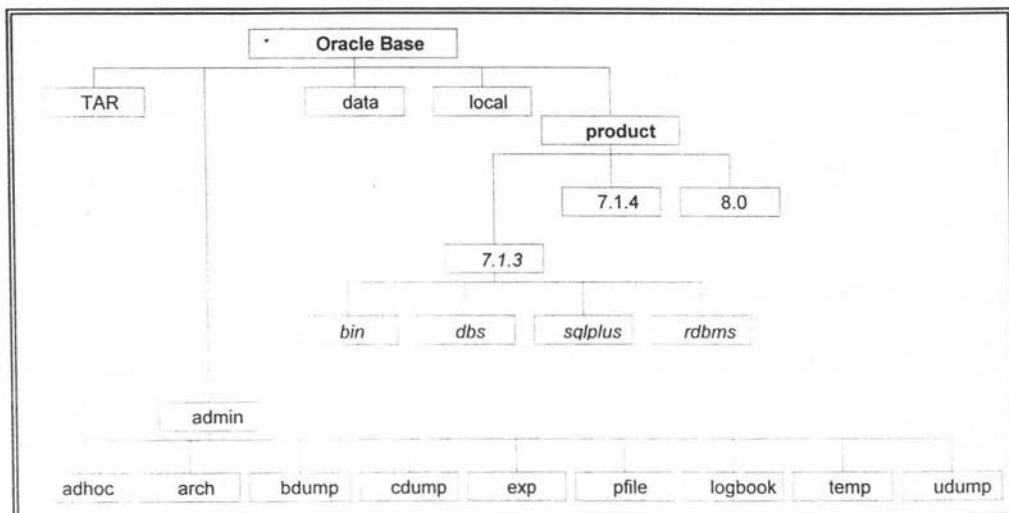 Oracle Base
TAR
data
local
product
7.1.4
8.0
7.1.3
bin
dbs
sqlplus
rdbms
admin
adhoc
arch
bdump
cdump
exp
pfile
logbook
temp
udump